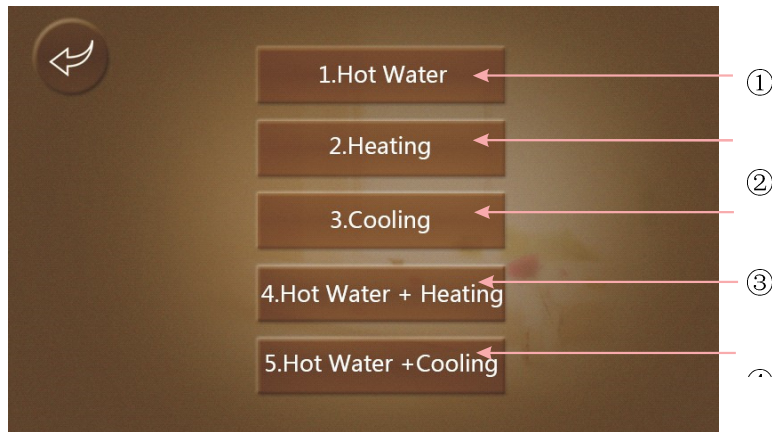 1.Hot Water
①
2.Heating
②
3.Cooling
4.Hot Water + Heating
③
5.Hot Water +Cooling